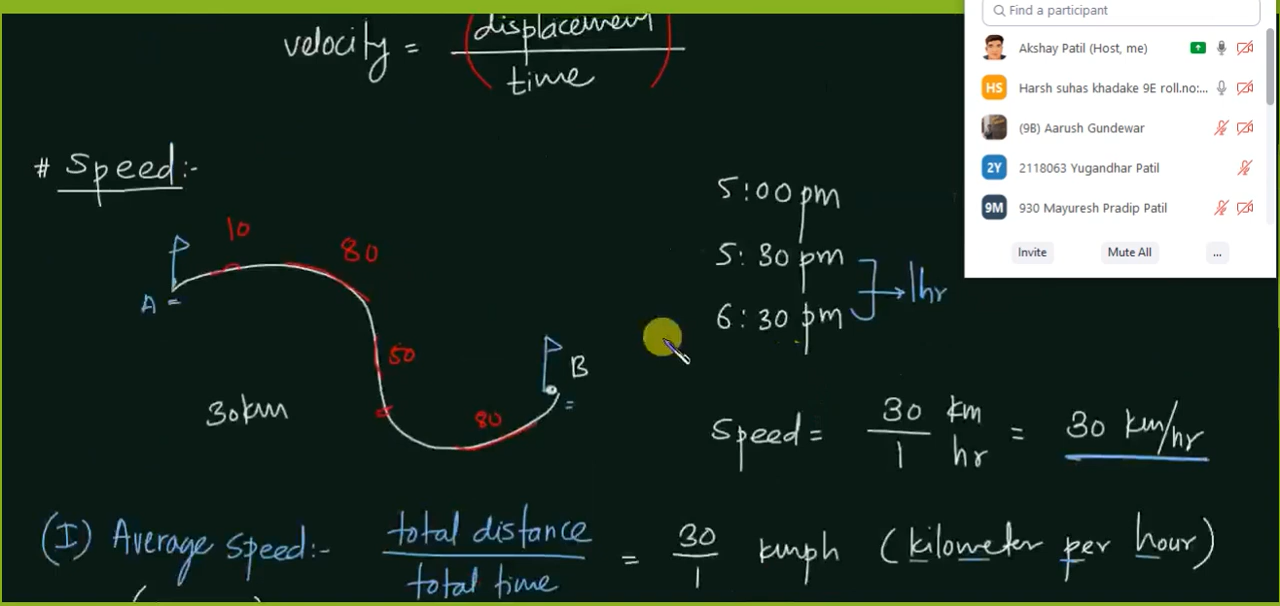 velocity = displacement
time
# Speed:-
10
80
A =
50
B
=
80
30km
5:00 pm
5:30 pm
→1hr
6:30 pm
Speed = 30 km = 30 km/hr
1 hr
(I) Average speed:- total distance = 30 kmph (kilometer per hour)
total time 1
Find a participant
Akshay Patil (Host, me)
HS Harsh suhas khadake 9E roll.no:...
(9B) Aarush Gundewar
2Y 2118063 Yugandhar Patil
9M 930 Mayuresh Pradip Patil
Invite Mute All ...